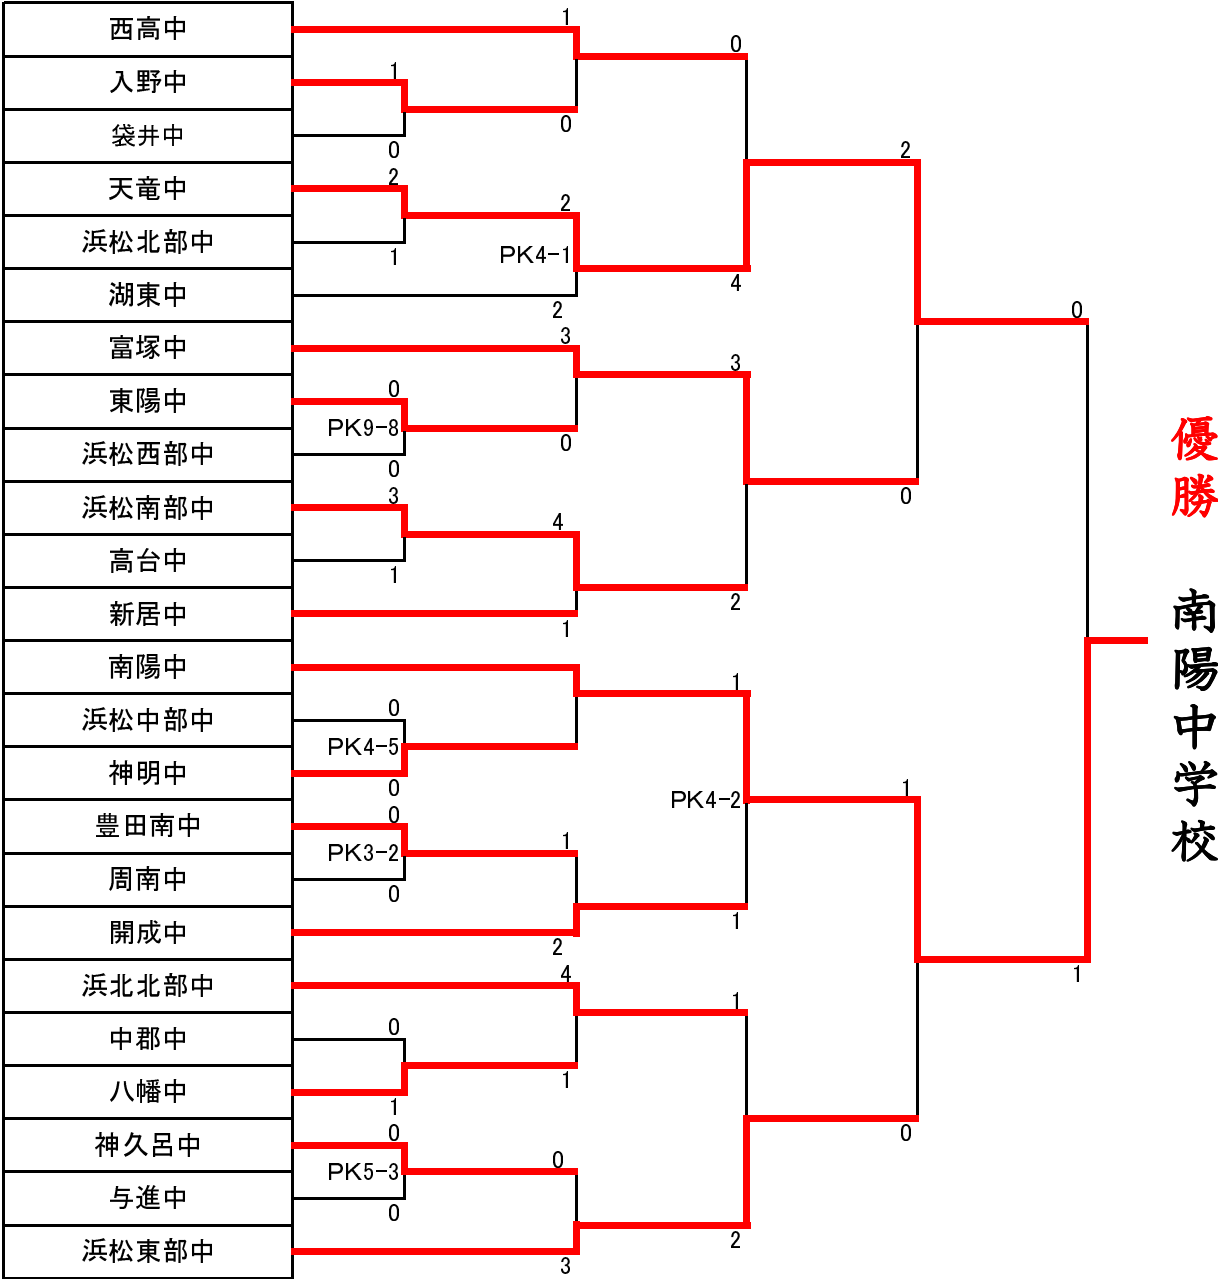 西高中
入野中
袋井中
天竜中
浜松北部中
湖東中
富塚中
東陽中
浜松西部中
浜松南部中
高台中
新居中
南陽中
浜松中部中
神明中
豊田南中
周南中
開成中
浜北北部中
中郡中
八幡中
神久呂中
与進中
浜松東部中
1
0
2
1
0
0
PK9-8
0
3
1
0
PK4-5
0
0
PK3-2
0
0
1
0
PK5-3
0
1
0
2
PK4-1
2
3
0
4
1
1
2
4
1
0
3
0
4
3
2
1
PK4-2
1
1
2
2
0
1
0
0
1
優勝 南陽中学校